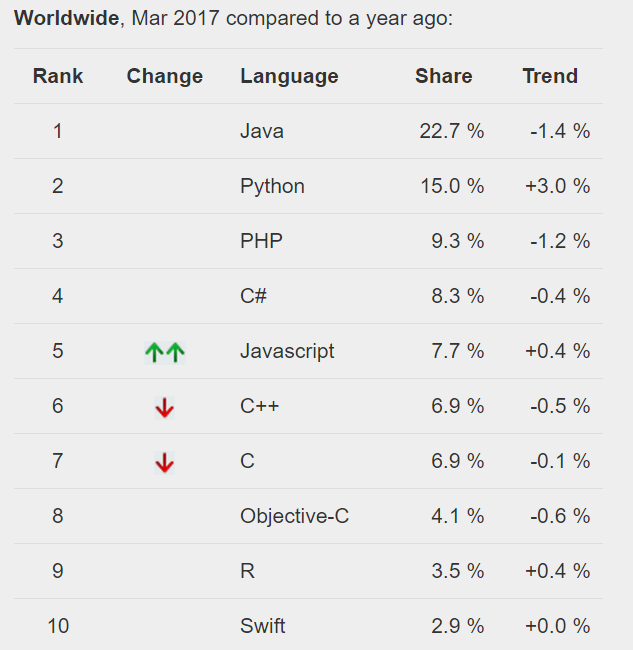 Worldwide, Mar 2017 compared to a year ago:
Rank Change Language Share Trend
1 Java 22.7 % -1.4 %
2 Python 15.0 % +3.0 %
3 PHP 9.3 % -1.2 %
4 C# 8.3 % -0.4 %
5 ↑↑ Javascript 7.7 % +0.4 %
6 ↓ C++ 6.9 % -0.5 %
7 ↓ C 6.9 % -0.1 %
8 Objective-C 4.1 % -0.6 %
9 R 3.5 % +0.4 %
10 Swift 2.9 % +0.0 %